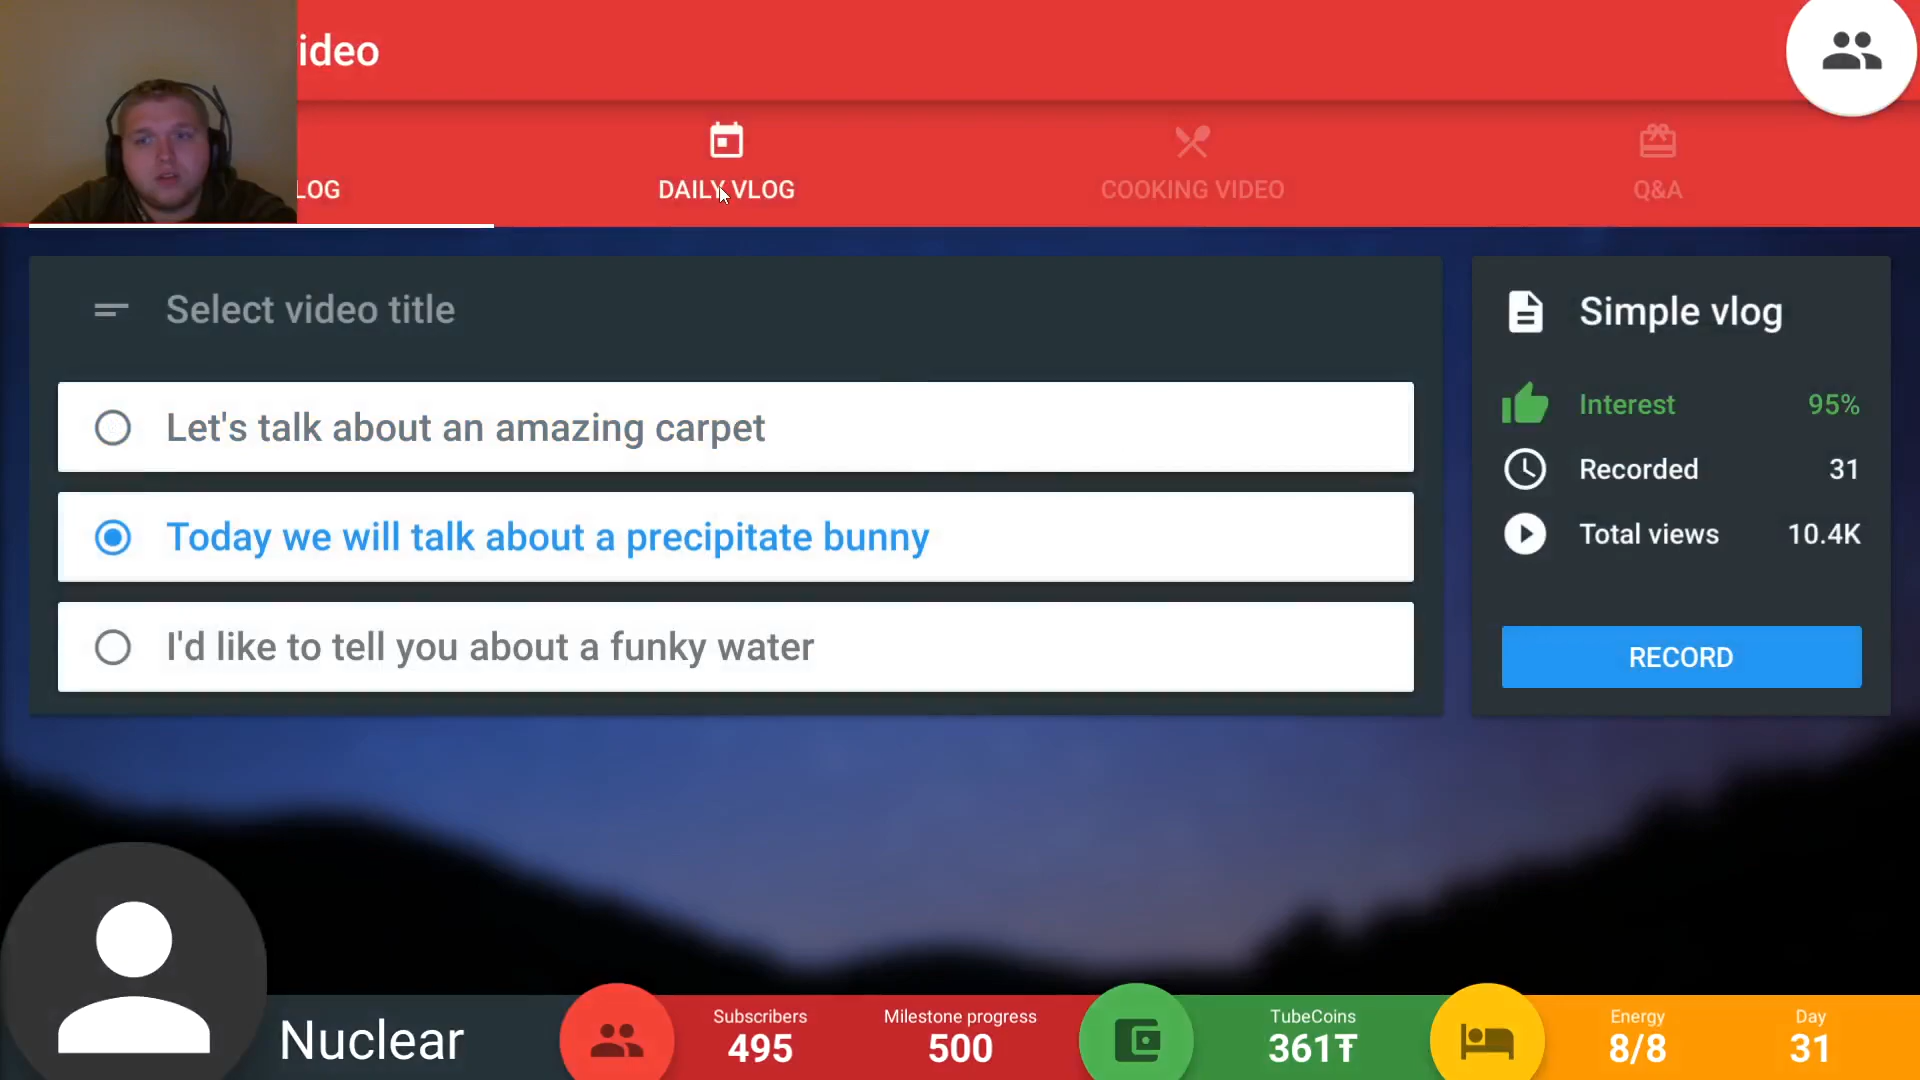 ideo
LOG
DAILY VLOG
COOKING VIDEO
Q&A
Select video title
Let's talk about an amazing carpet
Today we will talk about a precipitate bunny
I'd like to tell you about a funky water
Simple vlog
Interest 95%
Recorded 31
Total views 10.4K
RECORD
Nuclear
Subscribers
495
Milestone progress
500
TubeCoins
361Ŧ
Energy
8/8
Day
31